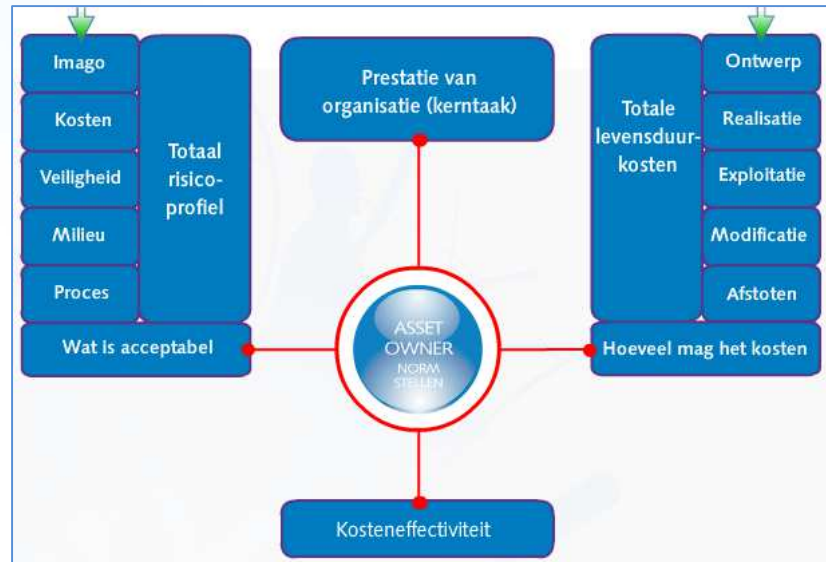 Imago
Kosten
Veiligheid
Milieu
Proces
Totaal
risico-
profiel
Wat is acceptabel
Prestatie van
organisatie (kerntaak)
ASSET
OWNER
NORM
STELLEN
Kosteneffectiviteit
Totale
levensduur-
kosten
Ontwerp
Realisatie
Exploitatie
Modificatie
Afstoten
Hoeveel mag het kosten